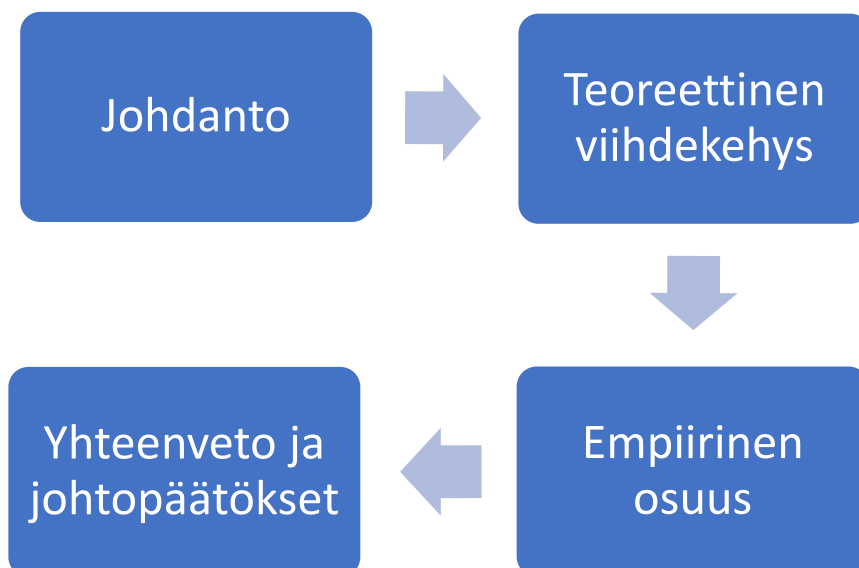 Johdanto
Teoreettinen
viihdekehys
Empiirinen
osuus
Yhteenveto ja
johtopäätökset